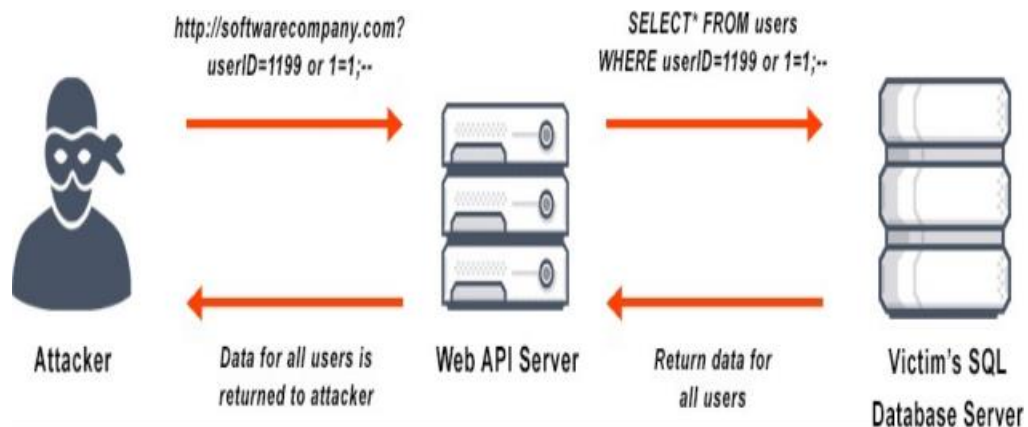 http://softwarecompany.com?
userID=1199 or 1=1;--
SELECT* FROM users
WHERE userID=1199 or 1=1;--
Attacker
Data for all users is
returned to attacker
Web API Server
Return data for
all users
Victim's SQL
Database Server